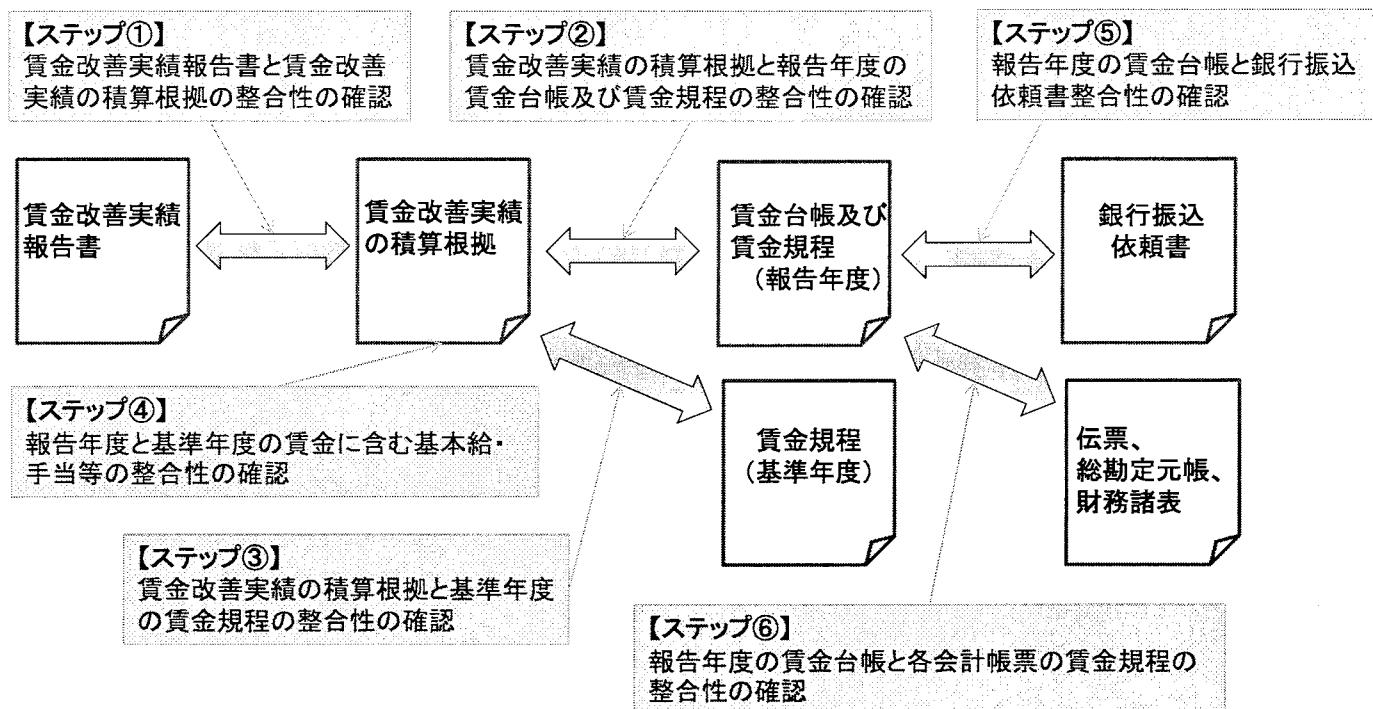 【ステップ①】
賃金改善実績報告書と賃金改善
実績の積算根拠の整合性の確認
【ステップ②】
賃金改善実績の積算根拠と報告年度の
賃金台帳及び賃金規程の整合性の確認
【ステップ⑤】
報告年度の賃金台帳と銀行振込
依頼書整合性の確認
賃金改善実績
報告書
賃金改善実績
の積算根拠
賃金台帳及び
賃金規程
（報告年度）
銀行振込
依頼書
【ステップ④】
報告年度と基準年度の賃金に含む基本給・
手当等の整合性の確認
賃金規程
（基準年度）
伝票、
総勘定元帳、
財務諸表
【ステップ③】
賃金改善実績の積算根拠と基準年度
の賃金規程の整合性の確認
【ステップ⑥】
報告年度の賃金台帳と各会計帳票の賃金規程の
整合性の確認